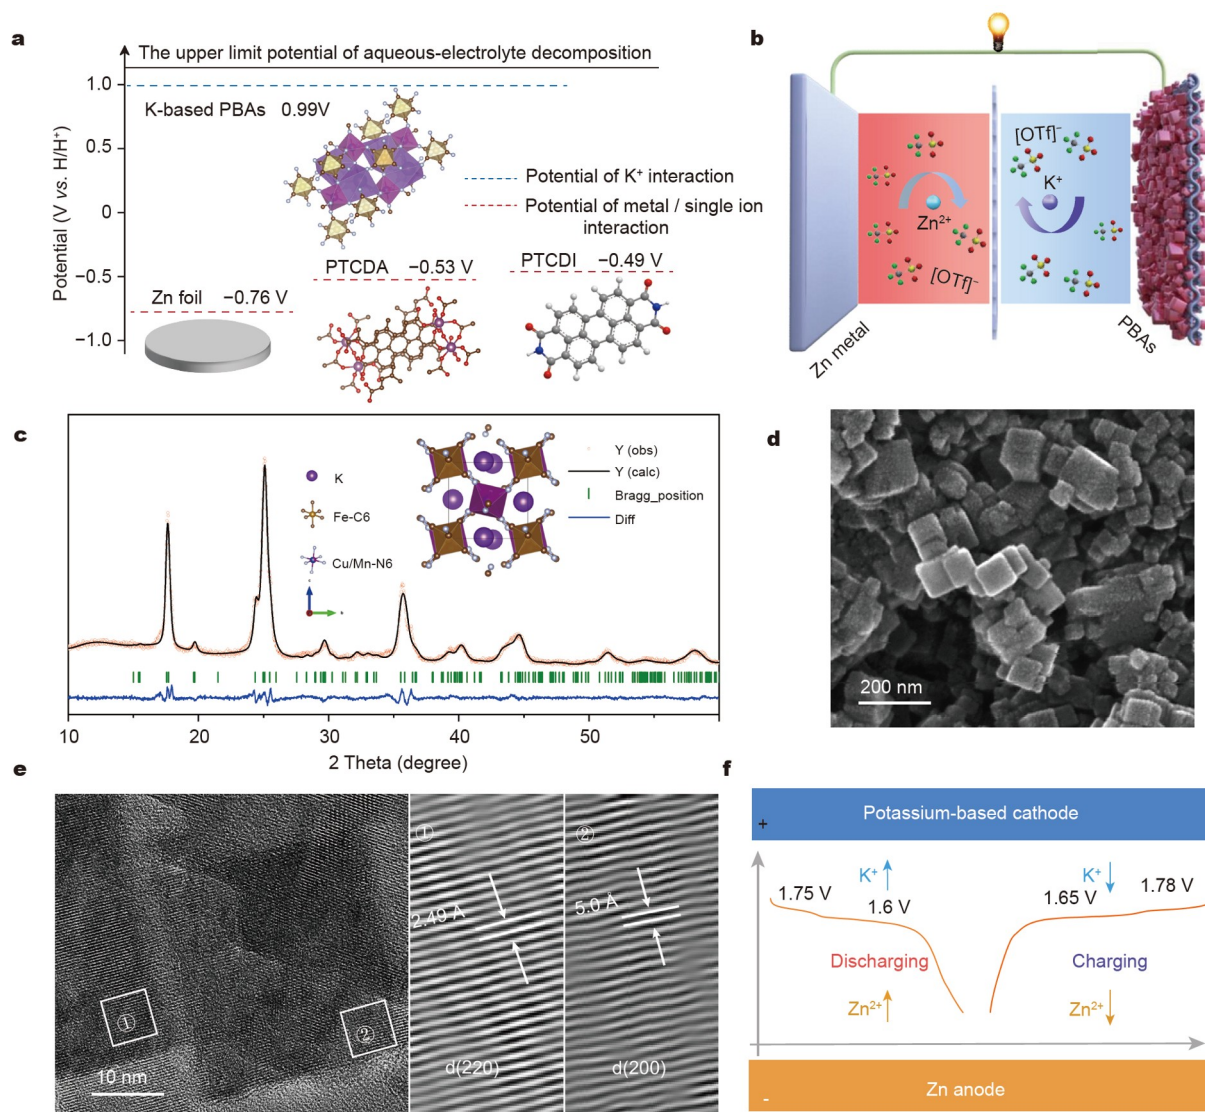 a
The upper limit potential of aqueous-electrolyte decomposition
Potential (V vs. H/H⁺)
1.0
0.5
0
−0.5
−1.0
K-based PBAs 0.99V
Potential of K⁺ interaction
Potential of metal / single ion
interaction
Zn foil −0.76 V
PTCDA −0.53 V
PTCDI −0.49 V
b
[OTf]⁻
K⁺
Zn²⁺
[OTf]⁻
Zn metal
PBAs
c
K
Fe-C6
Cu/Mn-N6
Y (obs)
Y (calc)
Bragg_position
Diff
10 20 30 40 50
2 Theta (degree)
d
200 nm
e
①
②
10 nm
①
2.49 Å
d(220)
②
5.0 Å
d(200)
f
Potassium-based cathode
+
K⁺
K⁺
1.75 V
1.6 V
1.65 V
1.78 V
Discharging
Charging
Zn²⁺
Zn²⁺
Zn anode
-